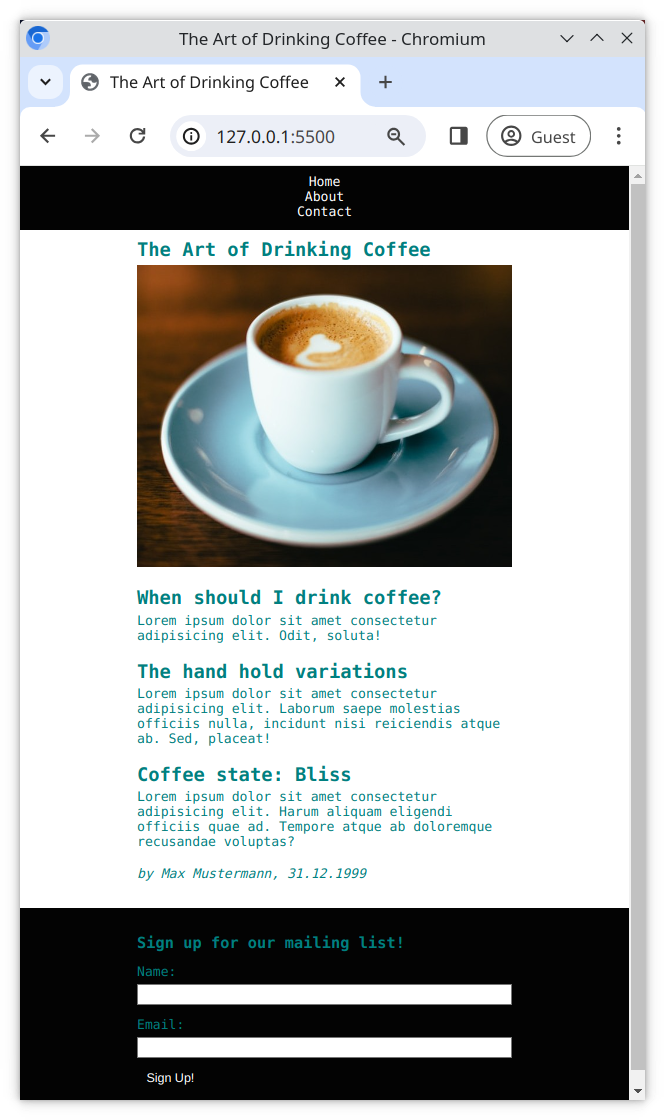 The Art of Drinking Coffee - Chromium
The Art of Drinking Coffee
127.0.0.1:5500
Guest
Home
About
Contact
The Art of Drinking Coffee
When should I drink coffee?
Lorem ipsum dolor sit amet consectetur
adipisicing elit. Odit, soluta!
The hand hold variations
Lorem ipsum dolor sit amet consectetur
adipisicing elit. Laborum saepe molestias
officiis nulla, incidunt nisi reiciendis atque
ab. Sed, placeat!
Coffee state: Bliss
Lorem ipsum dolor sit amet consectetur
adipisicing elit. Harum aliquam eligendi
officiis quae ad. Tempore atque ab doloremque
recusandae voluptas?
by Max Mustermann, 31.12.1999
Sign up for our mailing list!
Name:
Email:
Sign Up!